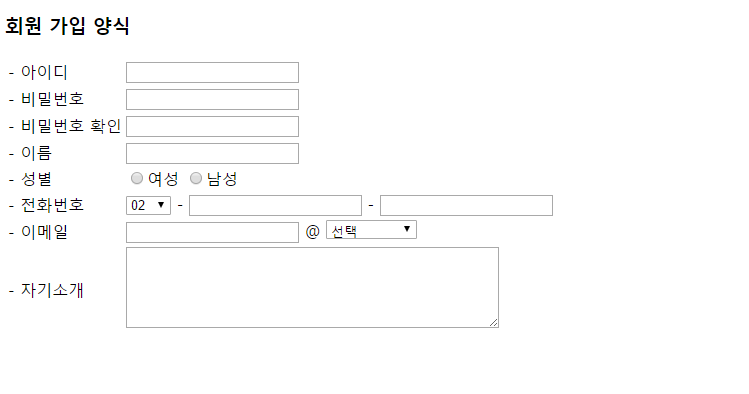 회원 가입 양식
- 아이디
- 비밀번호
- 비밀번호 확인
- 이름
- 성별 여성 남성
- 전화번호 02 - -
- 이메일 @ 선택
- 자기소개